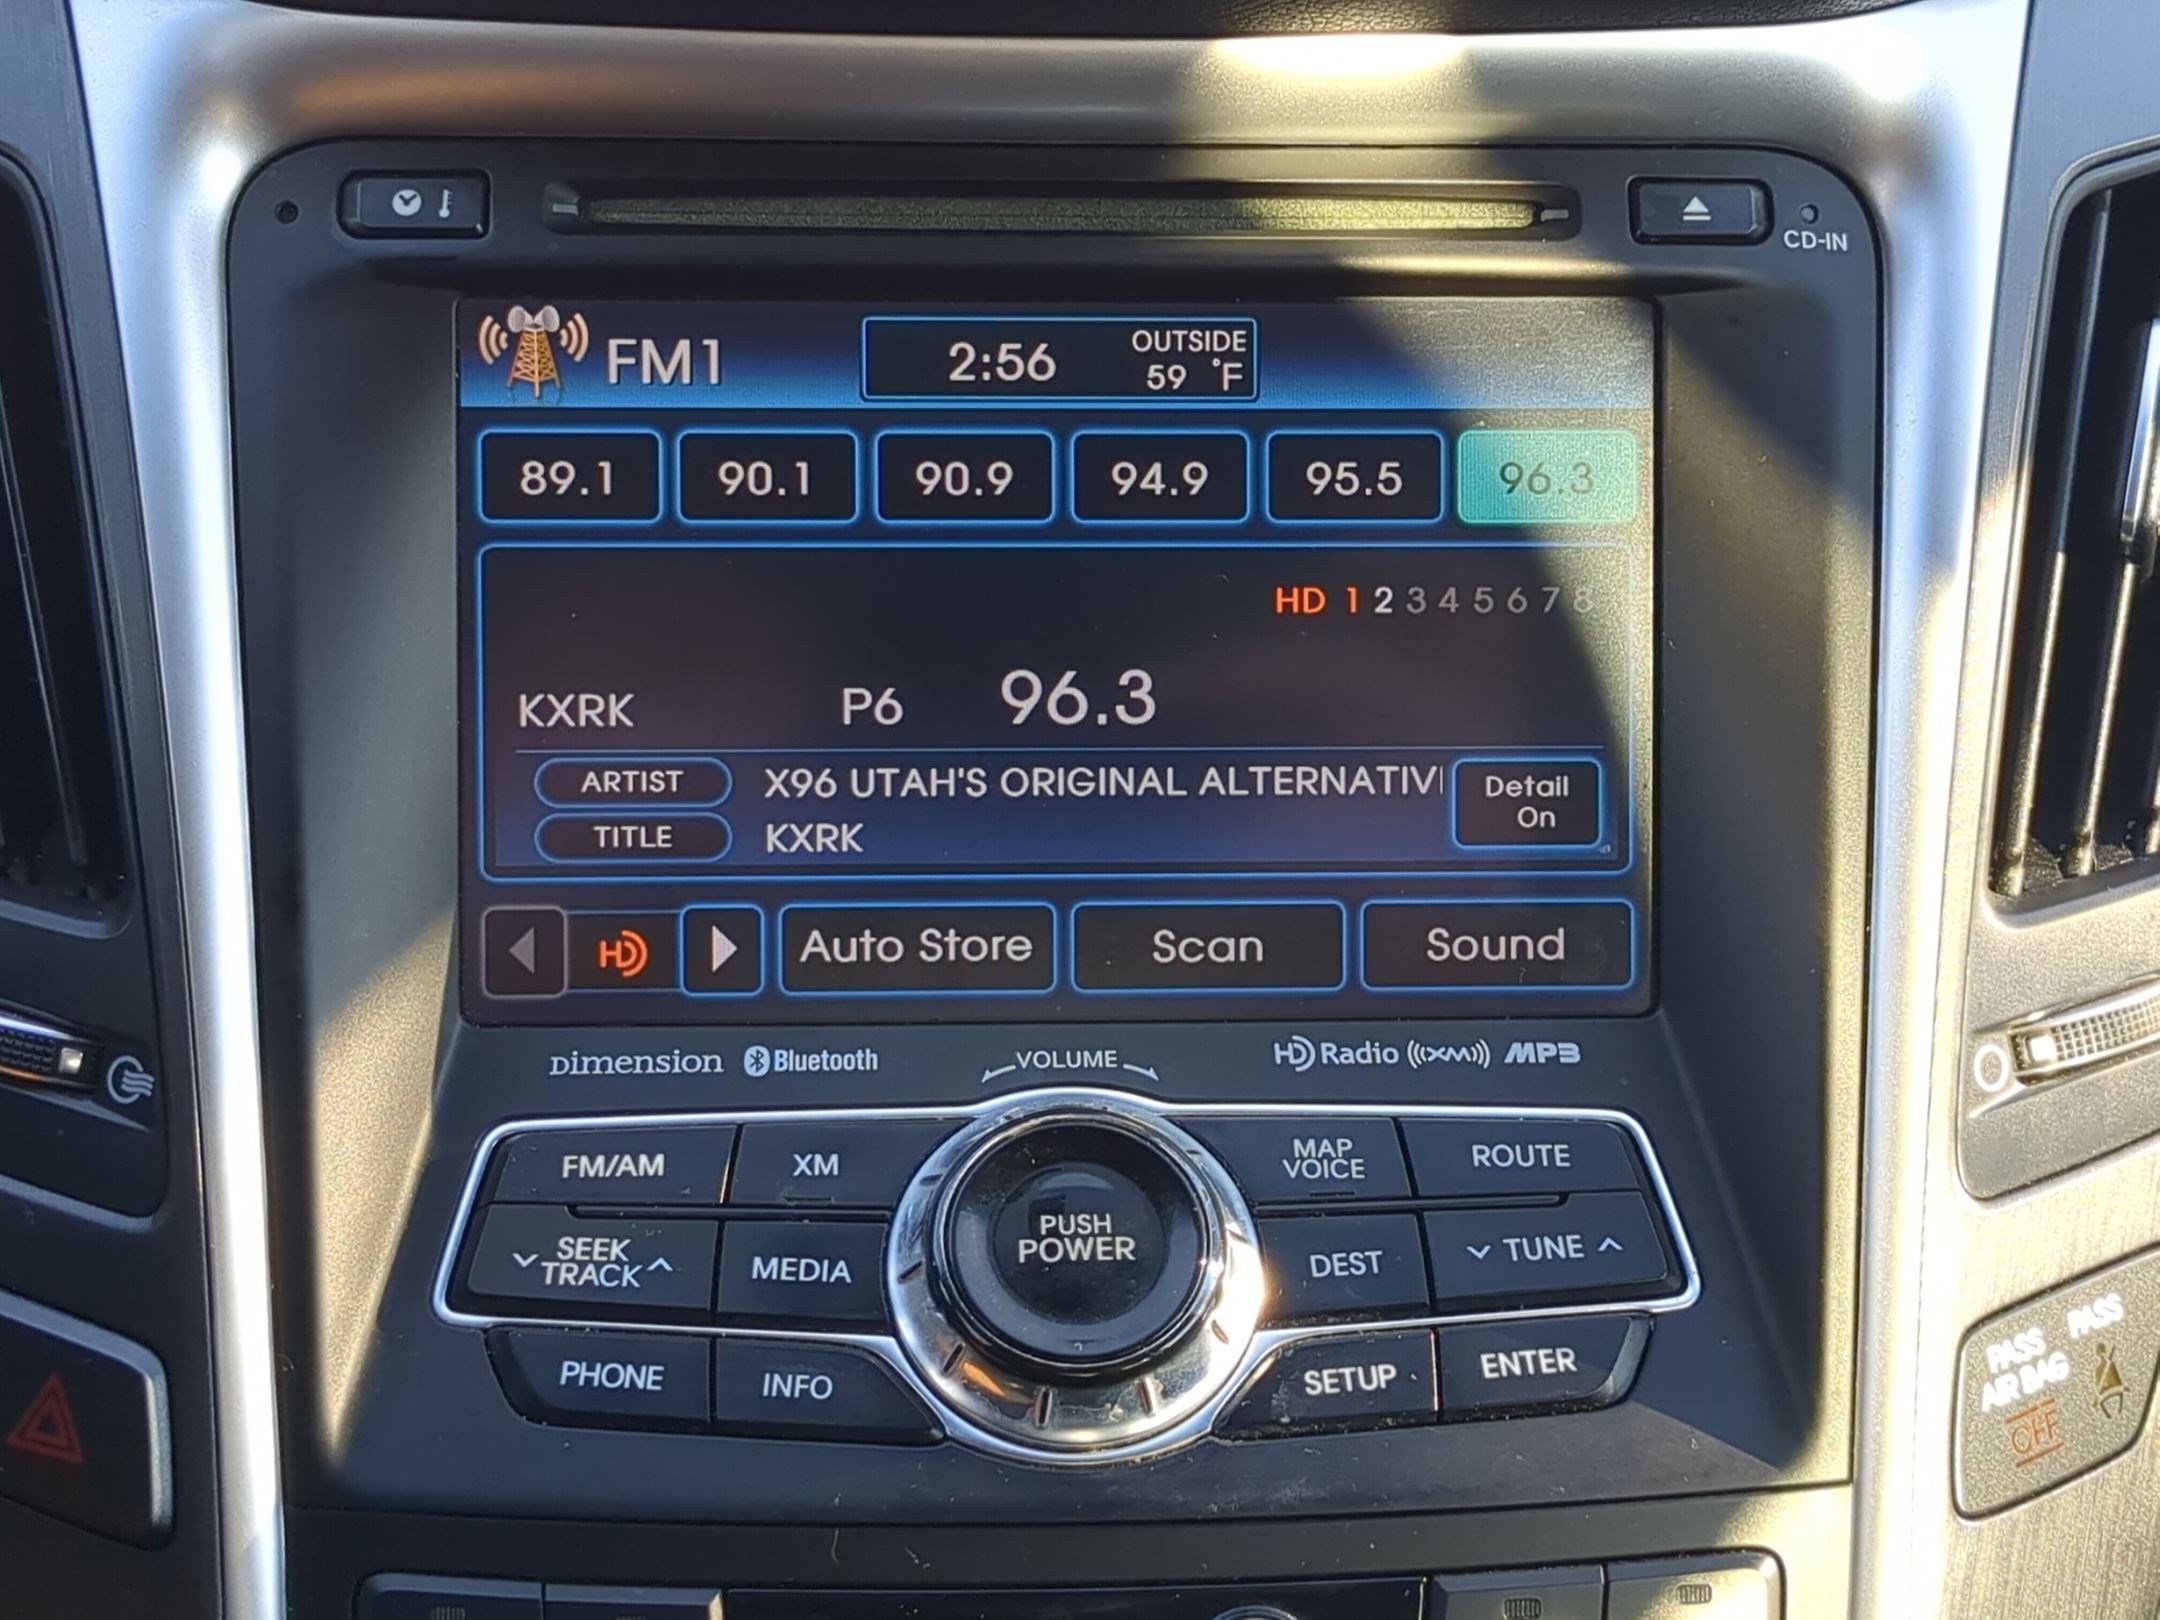 CD-IN
FM1
2:56
OUTSIDE
59 °F
89.1 90.1 90.9 94.9 95.5 96.3
HD 1 2 3 4 5 6 7 8
KXRK P6 96.3
ARTIST X96 UTAH'S ORIGINAL ALTERNATIV
TITLE KXRK
Detail
On
HD Auto Store Scan Sound
Dimension Bluetooth VOLUME HD Radio ((XM)) MP3
FM/AM XM
MAP
VOICE
ROUTE
SEEK
TRACK
MEDIA
PUSH
POWER
DEST TUNE
PHONE INFO SETUP ENTER
PASS
AIR BAG
OFF
PASS